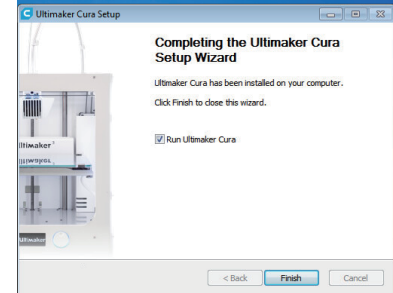 Ultimaker Cura Setup
Completing the Ultimaker Cura
Setup Wizard
Ultimaker Cura has been installed on your computer.
Click Finish to close this wizard.
Run Ultimaker Cura
Ultimaker
Ultimaker
< Back
Finish
Cancel